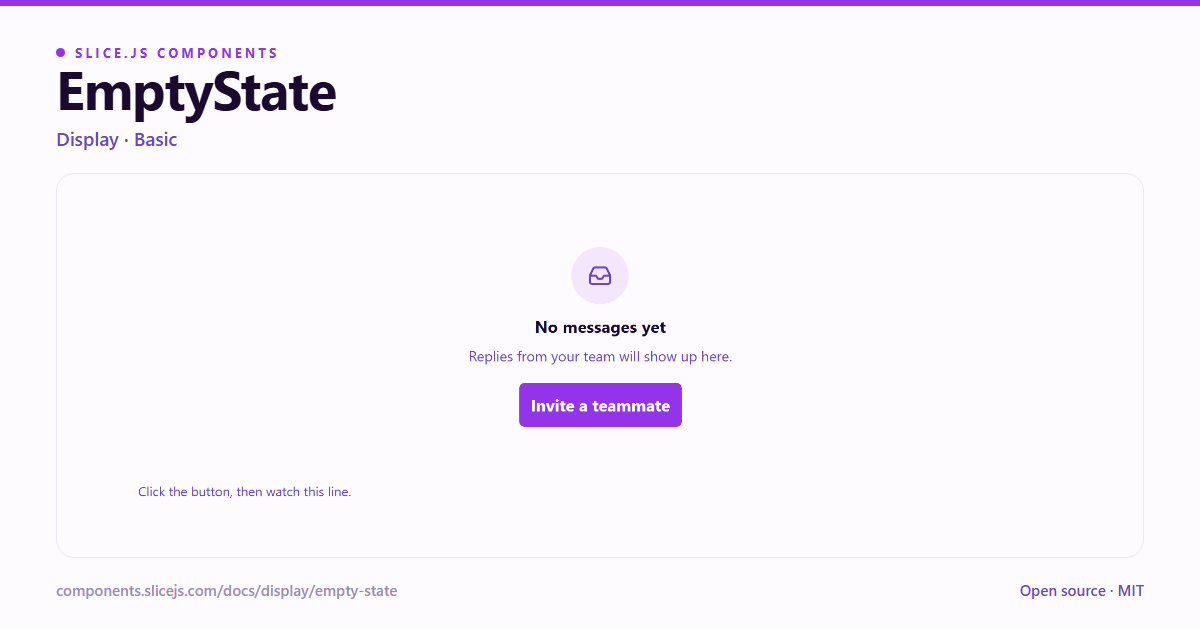 SLICE.JS COMPONENTS
EmptyState
Display · Basic
No messages yet
Replies from your team will show up here.
Invite a teammate
Click the button, then watch this line.
components.slicejs.com/docs/display/empty-state
Open source · MIT